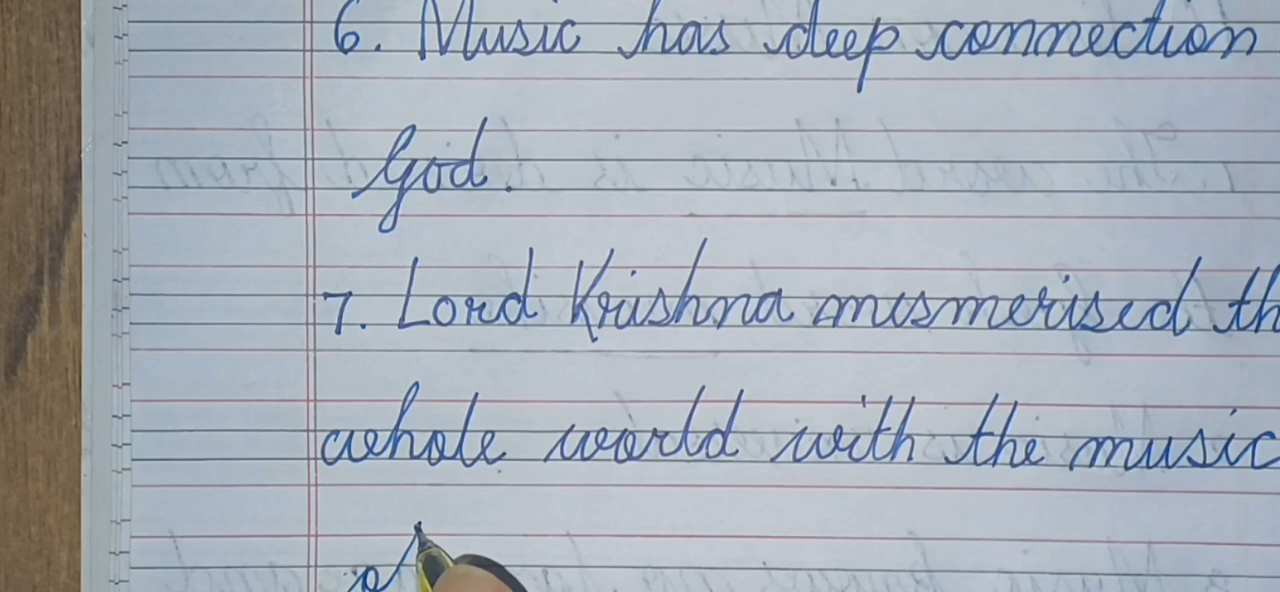 6. Music has deep connection
God.
7. Lord Krishna mesmerised th
whole world with the music